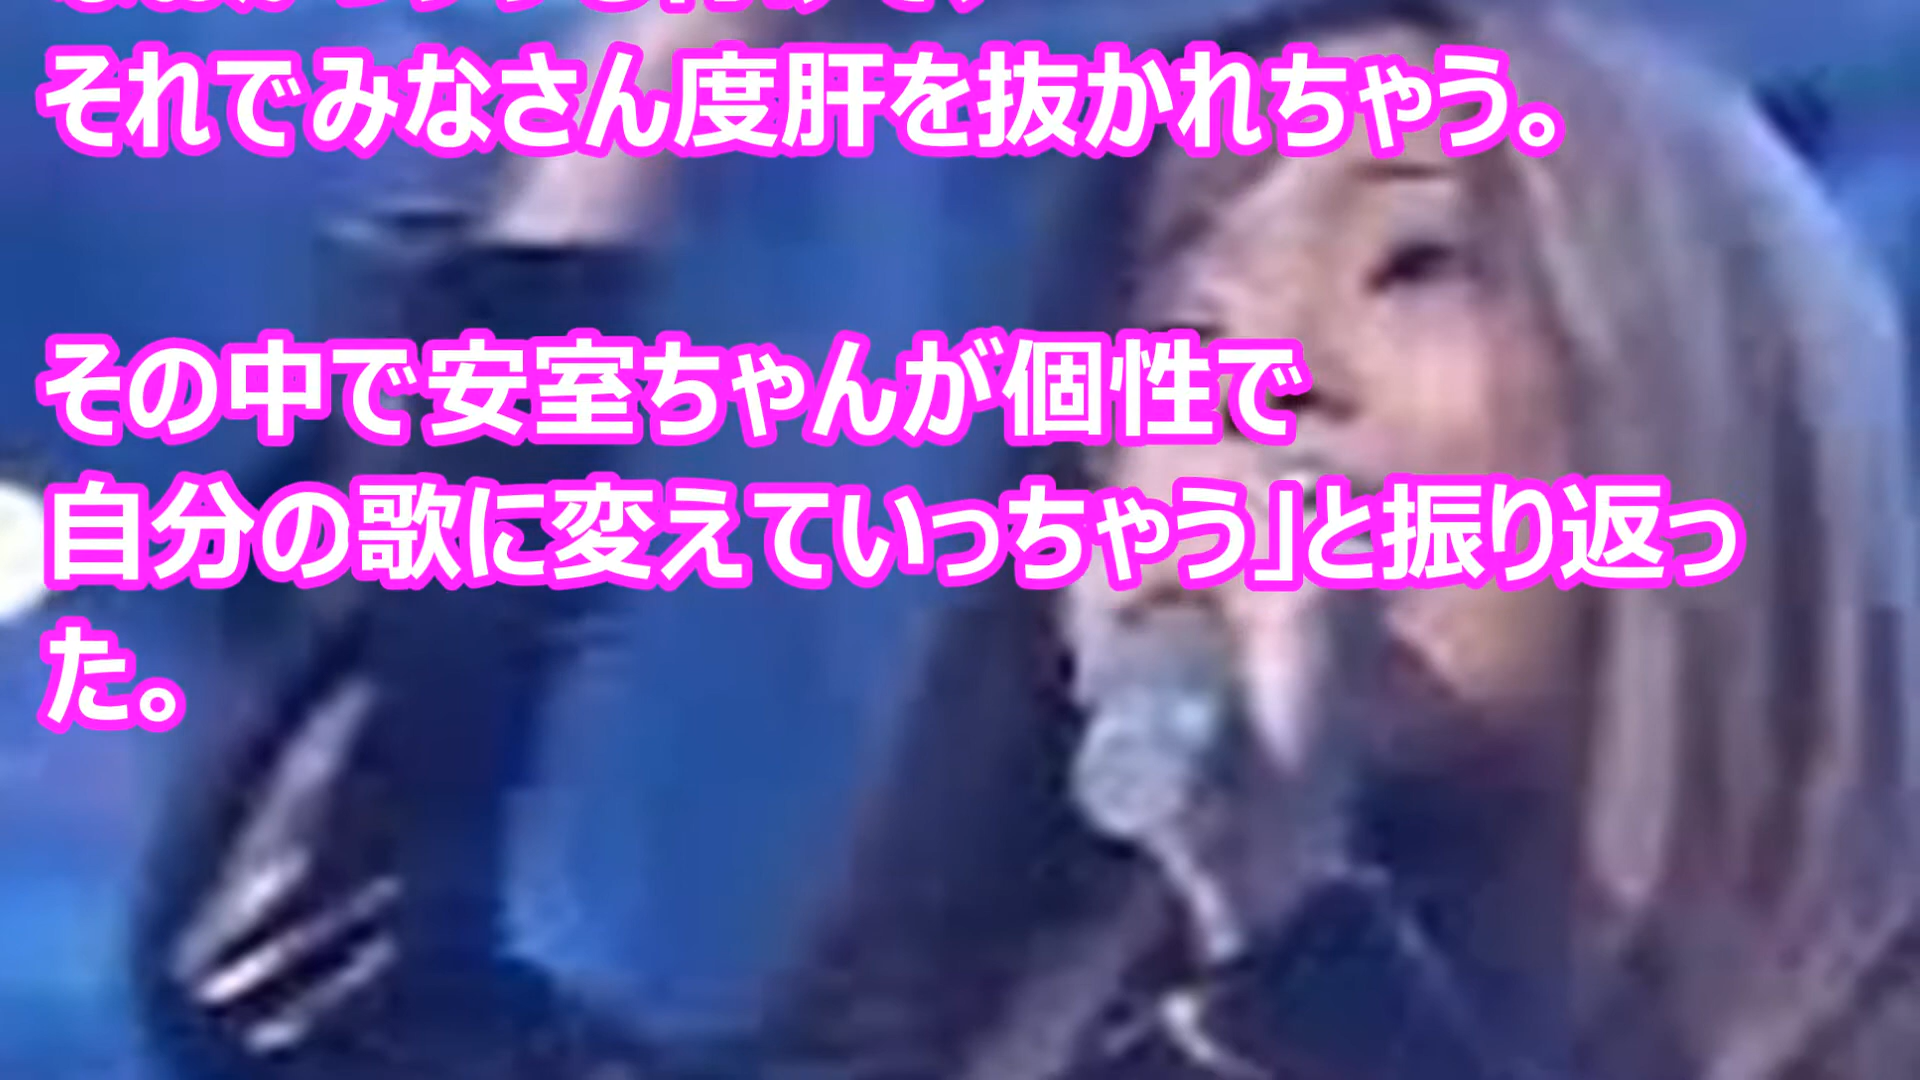 それでみなさん度肝を抜かれちゃう。
その中で安室ちゃんが個性で
自分の歌に変えていっちゃう」と振り返っ
た。